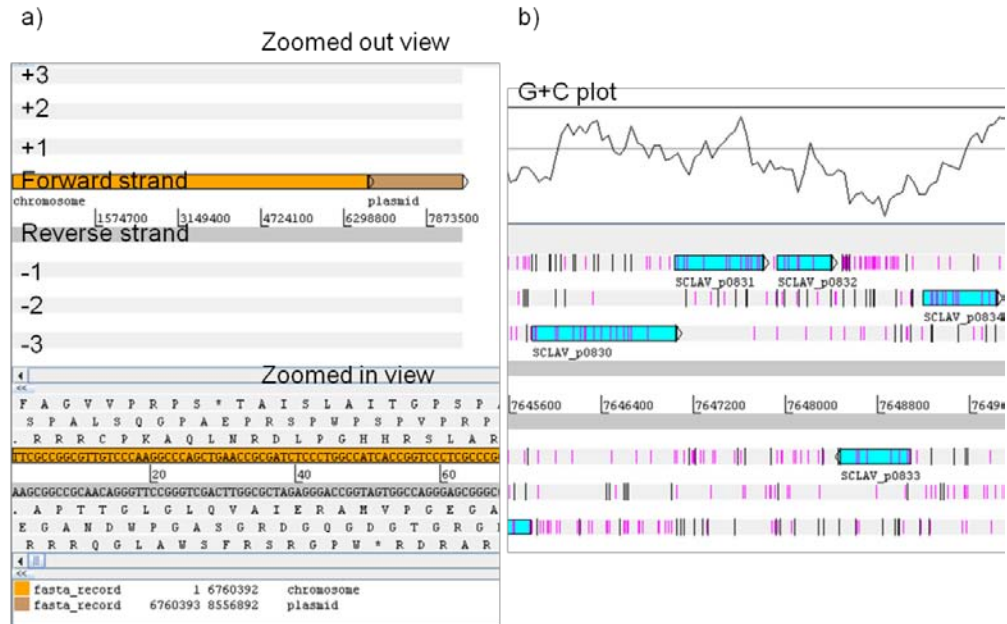 a)
Zoomed out view
+3
+2
+1
Forward strand
chromosome plasmid
1574700 3149400 4724100 6298800 7873500
Reverse strand
-1
-2
-3
Zoomed in view
<<
F A G V V P R P S * T A I S L A I T G P S P
S P A L S Q G P A E P R S P W P S P V P R P
. R R R C P K A Q L N R D L P G H H R S L A R
TTCGCCGGCGTTGTCCCAAGGCCCAGCTGAACCGCGATCTCCCTGGCCATCACCGGTCCCTCGCCCG
20 40 60
AAGCGGCCGCAACAGGGTTCCGGGTCGACTTGGCGCTAGAGGGACCGGTAGTGGCCAGGGAGCGGGC
. A P T T G L G L Q V A I E R A M V P G E G A
E G A N D W P G A S G R D G Q G D G T G R G
R R R Q G L A W S F R S R G P W * R D R A R
<<
fasta_record 1 6760392 chromosome
fasta_record 6760393 8556892 plasmid
b)
G+C plot
SCLAV_p0831 SCLAV_p0832
SCLAV_p0834
SCLAV_p0830
7645600 7646400 7647200 7648000 7648800 7649
SCLAV_p0833